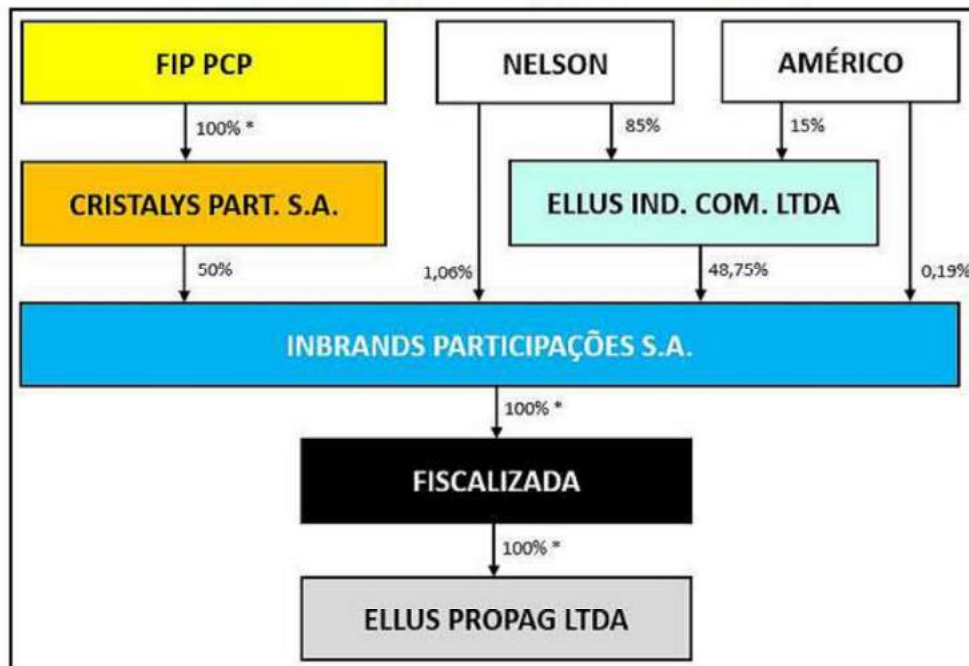 FIP PCP
NELSON
AMÉRICO
100% *
85%
15%
CRISTALYS PART. S.A.
ELLUS IND. COM. LTDA
50%
1,06%
48,75%
0,19%
INBRANDS PARTICIPAÇÕES S.A.
100% *
FISCALIZADA
100% *
ELLUS PROPAG LTDA